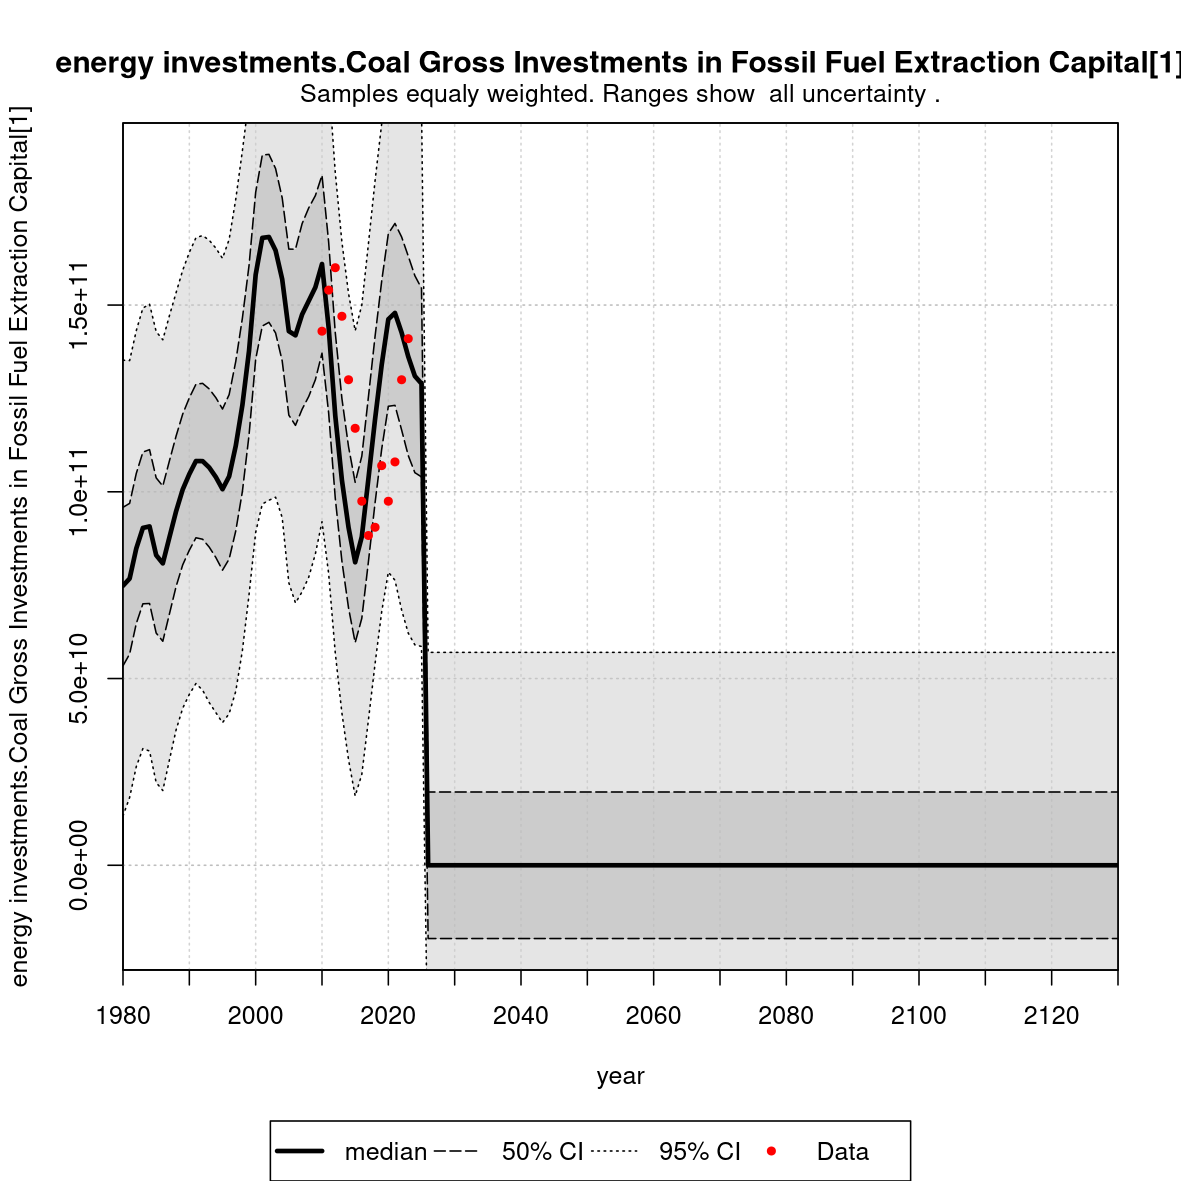 energy investments.Coal Gross Investments in Fossil Fuel Extraction Capital[1]
Samples equaly weighted. Ranges show  all uncertainty .
energy investments.Coal Gross Investments in Fossil Fuel Extraction Capital[1]
1.5e+11
1.0e+11
5.0e+10
0.0e+00
1980 2000 2020 2040 2060 2080 2100 2120
year
median 50% CI 95% CI Data